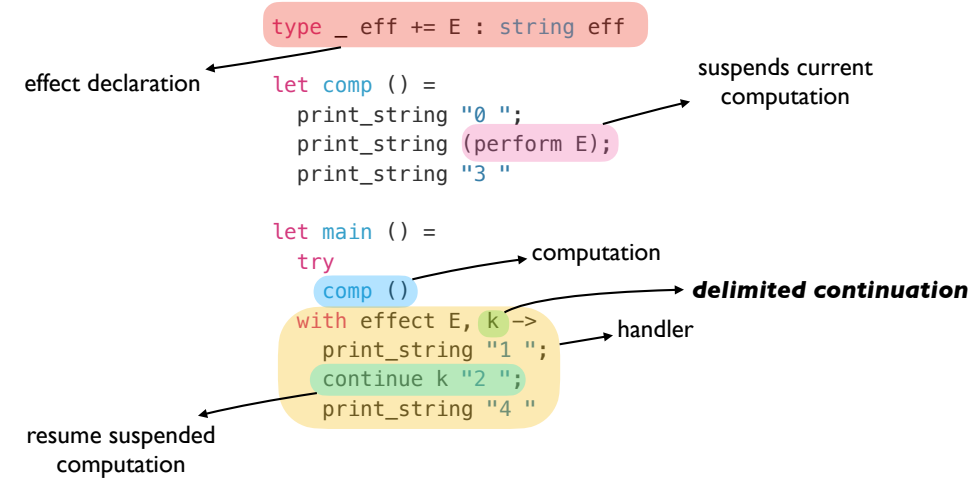 type _ eff += E : string eff
effect declaration
suspends current
computation
let comp () =
print_string "0 ";
print_string (perform E);
print_string "3 "
let main () =
try
computation
comp ()
delimited continuation
with effect E, k ->
handler
print_string "1 ";
continue k "2 ";
print_string "4 "
resume suspended
computation